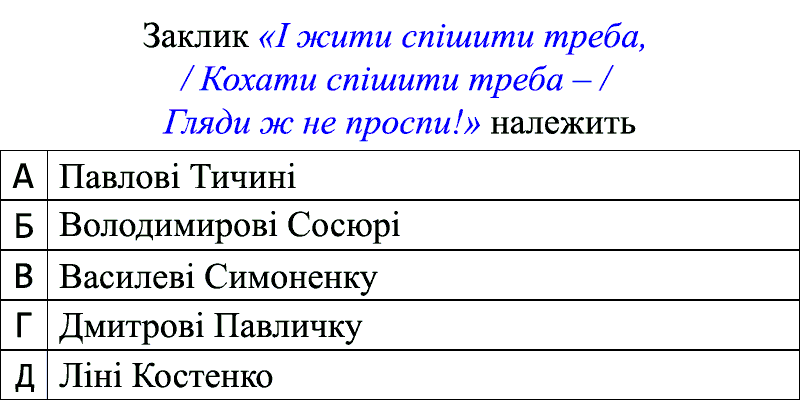 Заклик «І жити спішити треба,
/ Кохати спішити треба – /
Гляди ж не проспи!» належить
А Павлові Тичині
Б Володимирові Сосюрі
В Василеві Симоненку
Г Дмитрові Павличку
Д Ліні Костенко